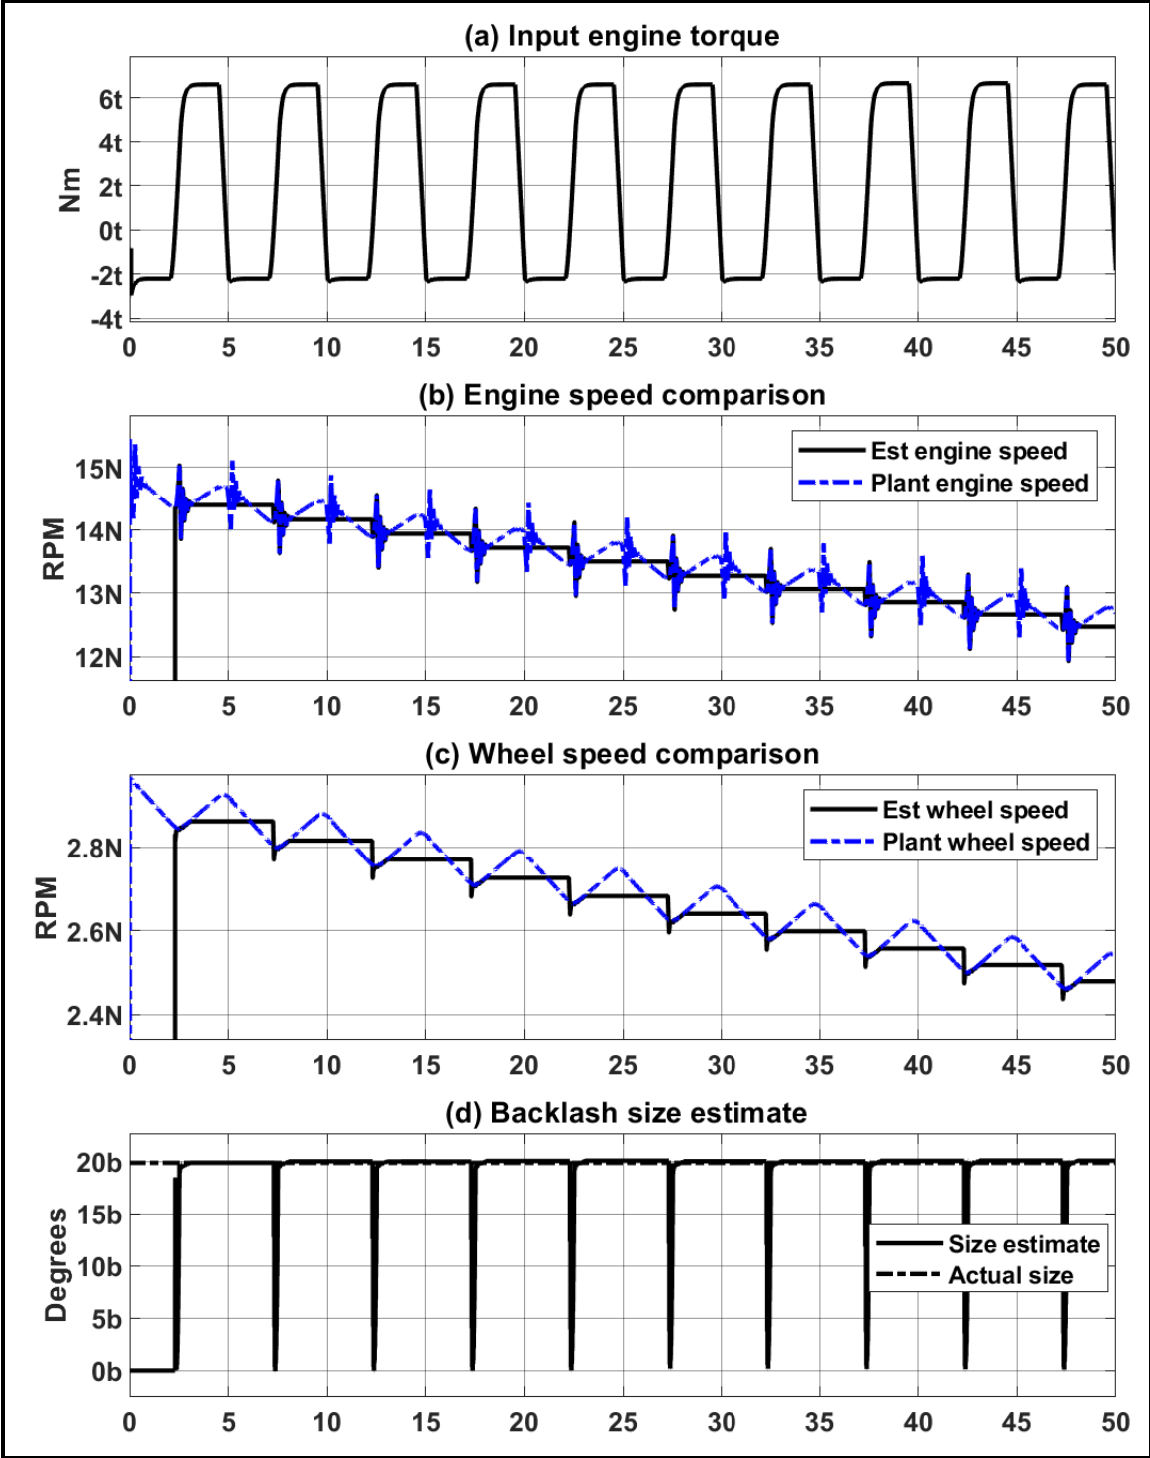 (a) Input engine torque
6t
4t
2t
0t
-2t
-4t
Nm
0 5 10 15 20 25 30 35 40 45 50
(b) Engine speed comparison
Est engine speed
Plant engine speed
15N
14N
13N
12N
RPM
0 5 10 15 20 25 30 35 40 45 50
(c) Wheel speed comparison
Est wheel speed
Plant wheel speed
2.8N
2.6N
2.4N
RPM
0 5 10 15 20 25 30 35 40 45 50
(d) Backlash size estimate
20b
15b
10b
5b
0b
Degrees
Size estimate
Actual size
0 5 10 15 20 25 30 35 40 45 50